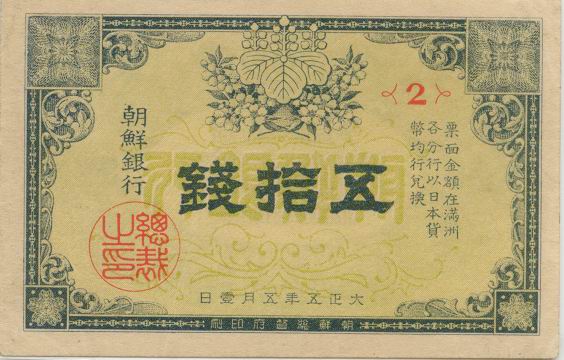 2
票面金額在滿洲
各分行以日本貨
幣均行兌換
五拾錢
朝鮮銀行
總裁之印
大正五年五月壹日
朝鮮總督府印刷